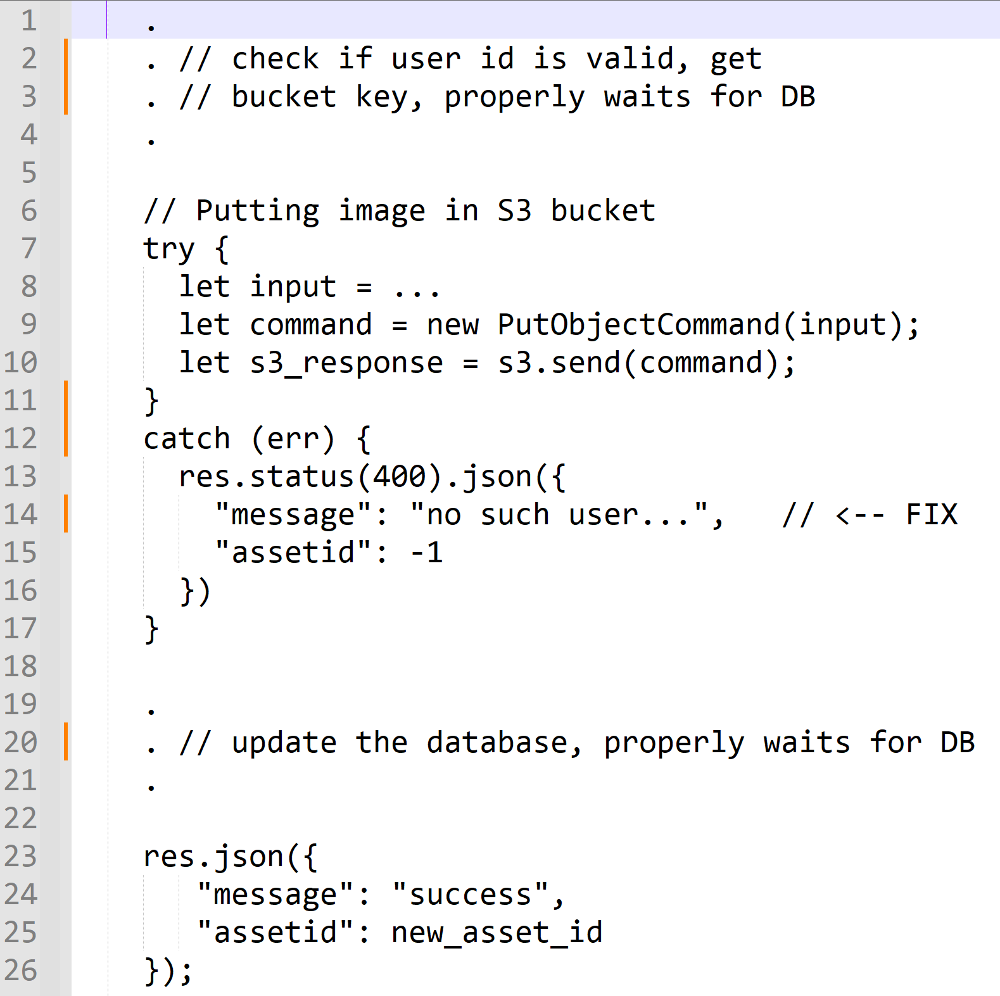 1 .
2 . // check if user id is valid, get
3 . // bucket key, properly waits for DB
4 .
5
6 // Putting image in S3 bucket
7 try {
8 let input = ...
9 let command = new PutObjectCommand(input);
10 let s3_response = s3.send(command);
11 }
12 catch (err) {
13 res.status(400).json({
14 "message": "no such user...", // <-- FIX
15 "assetid": -1
16 })
17 }
18
19 .
20 . // update the database, properly waits for DB
21 .
22
23 res.json({
24 "message": "success",
25 "assetid": new_asset_id
26 });